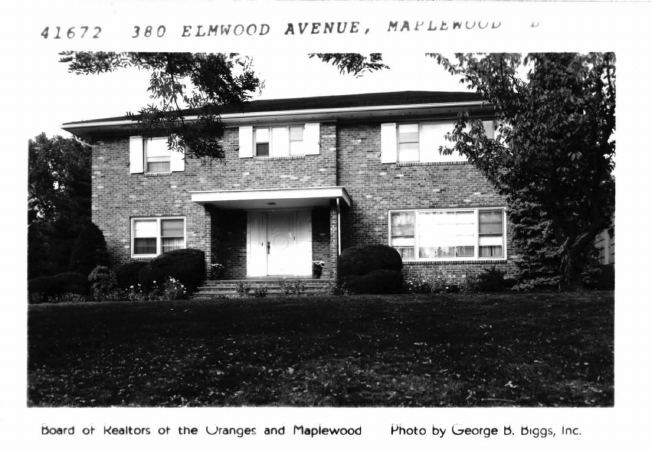 41672 380 ELMWOOD AVENUE, MAPLEWOOD
Board of Realtors of the Oranges and Maplewood Photo by George B. Biggs, Inc.